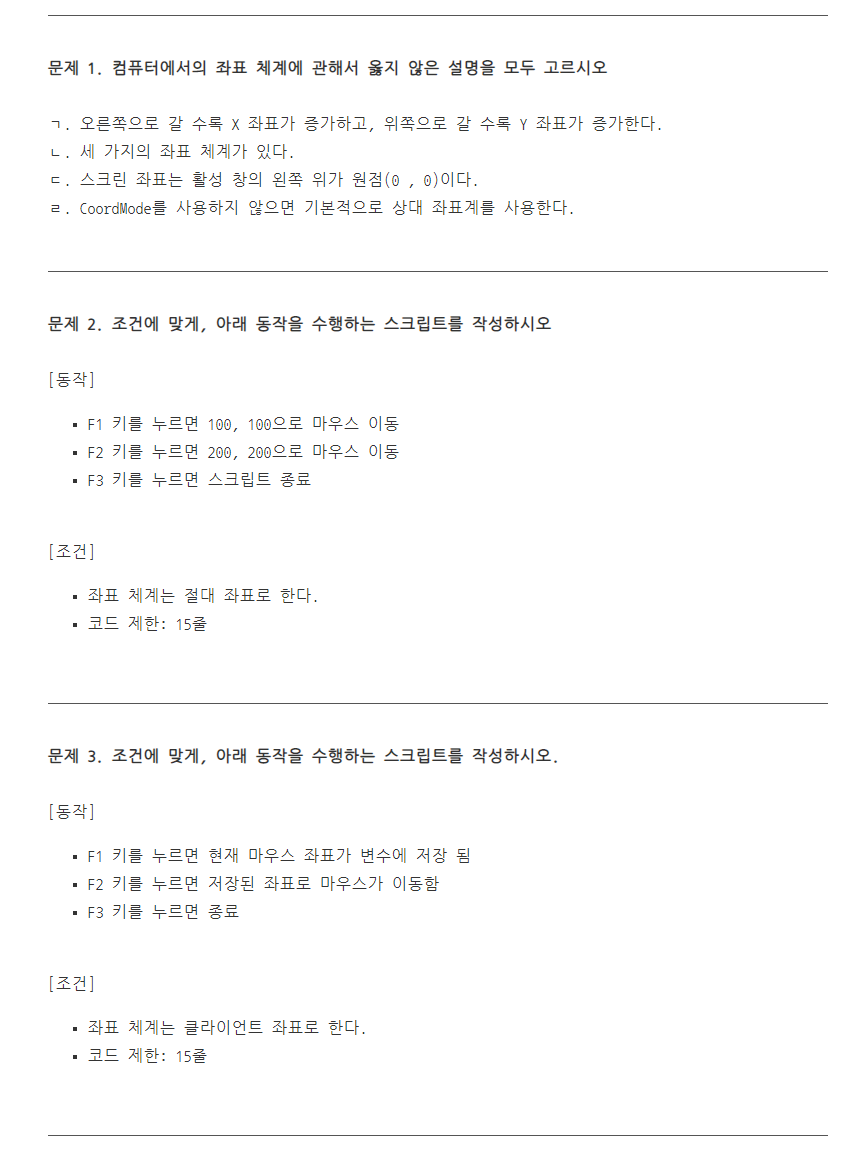 문제 1. 컴퓨터에서의 좌표 체계에 관해서 옳지 않은 설명을 모두 고르시오
ㄱ. 오른쪽으로 갈 수록 X 좌표가 증가하고, 위쪽으로 갈 수록 Y 좌표가 증가한다.
ㄴ. 세 가지의 좌표 체계가 있다.
ㄷ. 스크린 좌표는 활성 창의 왼쪽 위가 원점(0 , 0)이다.
ㄹ. CoordMode를 사용하지 않으면 기본적으로 상대 좌표계를 사용한다.
문제 2. 조건에 맞게, 아래 동작을 수행하는 스크립트를 작성하시오
[동작]
▪ F1 키를 누르면 100, 100으로 마우스 이동
▪ F2 키를 누르면 200, 200으로 마우스 이동
▪ F3 키를 누르면 스크립트 종료
[조건]
▪ 좌표 체계는 절대 좌표로 한다.
▪ 코드 제한: 15줄
문제 3. 조건에 맞게, 아래 동작을 수행하는 스크립트를 작성하시오.
[동작]
▪ F1 키를 누르면 현재 마우스 좌표가 변수에 저장 됨
▪ F2 키를 누르면 저장된 좌표로 마우스가 이동함
▪ F3 키를 누르면 종료
[조건]
▪ 좌표 체계는 클라이언트 좌표로 한다.
▪ 코드 제한: 15줄